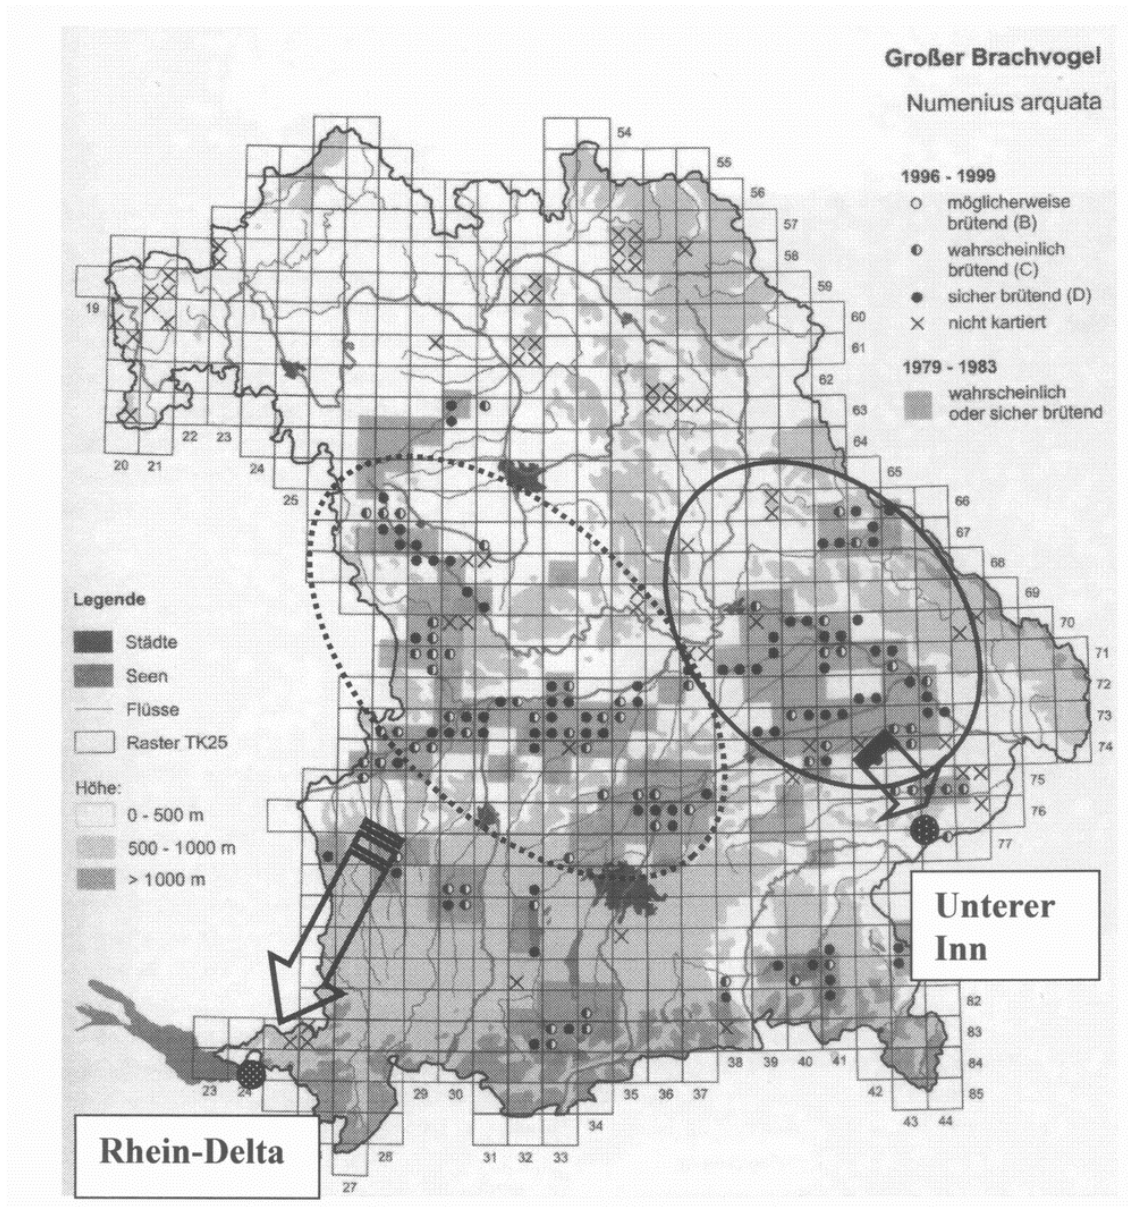 Großer Brachvogel
Numenius arquata
1996 - 1999
möglicherweise
brütend (B)
wahrscheinlich
brütend (C)
sicher brütend (D)
nicht kartiert
1979 - 1983
wahrscheinlich
oder sicher brütend
54
55
56
57
58
59
60
61
62
63
64
65
66
67
68
69
70
71
72
73
74
75
76
77
82
83
84
85
19
20
21
22
23
24
25
Legende
Städte
Seen
Flüsse
Raster TK25
Höhe:
0 - 500 m
500 - 1000 m
> 1000 m
Unterer
Inn
Rhein-Delta
23
24
27
28
29
30
31
32
33
34
35
36
37
38
39
40
41
42
43
44